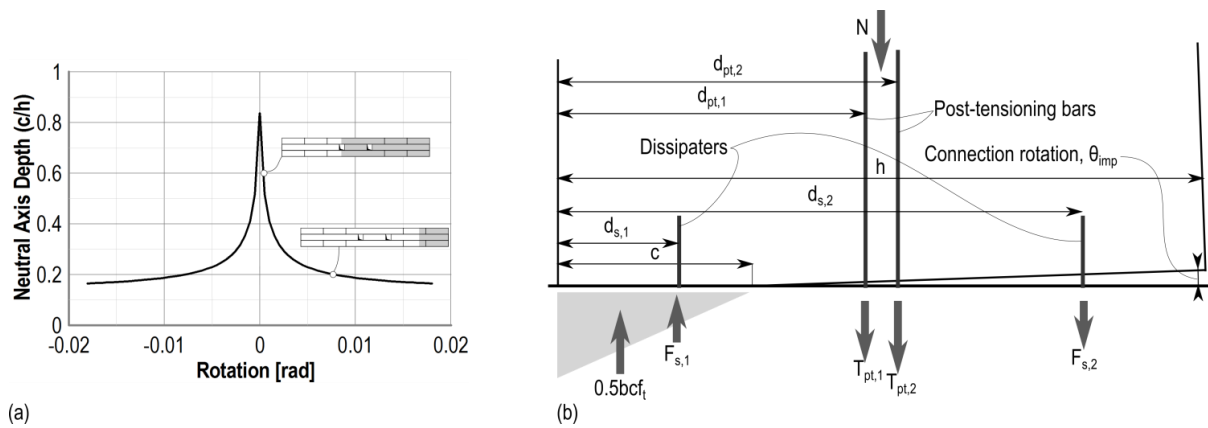 Neutral Axis Depth (c/h)
1
0.8
0.6
0.4
0.2
0
-0.02
-0.01
0
0.01
0.02
Rotation [rad]
(a)
N
d_pt,2
d_pt,1
Post-tensioning bars
Dissipaters
Connection rotation, θ_imp
h
d_s,2
d_s,1
c
F_s,1
0.5bcf_t
T_pt,1
T_pt,2
F_s,2
(b)